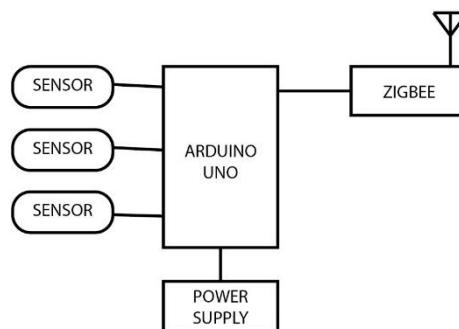 SENSOR
SENSOR
SENSOR
ARDUINO
UNO
ZIGBEE
POWER
SUPPLY